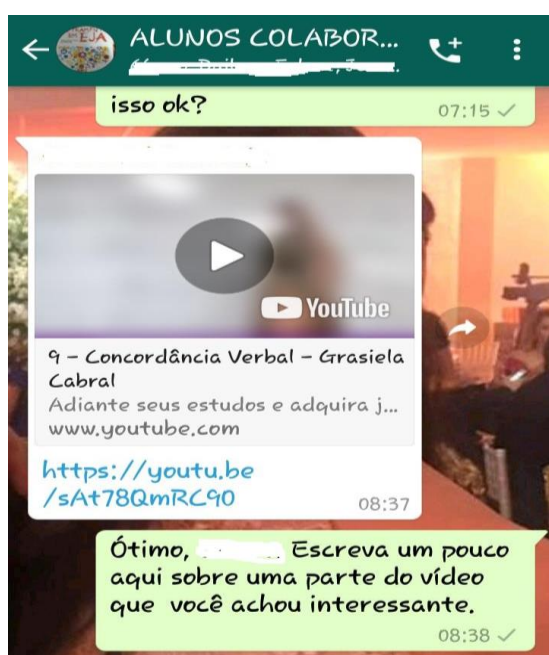 EJA
ALUNOS COLABOR...
isso ok?
07:15
YouTube
9 - Concordância Verbal - Grasiela
Cabral
Adiante seus estudos e adquira j...
www.youtube.com
https://youtu.be
/sAt78QmRC90
08:37
Ótimo, Escreva um pouco
aqui sobre uma parte do vídeo
que você achou interessante.
08:38